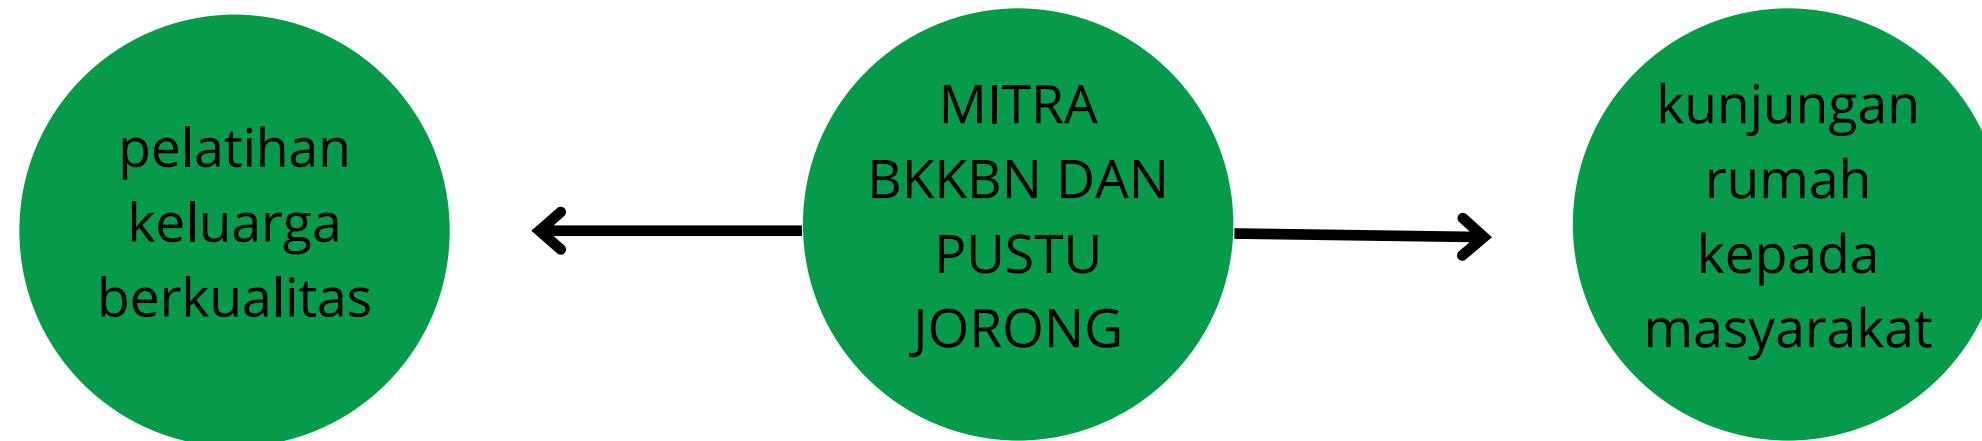 pelatihan
keluarga
berkualitas
MITRA
BKKBN DAN
PUSTU
JORONG
kunjungan
rumah
kepada
masyarakat